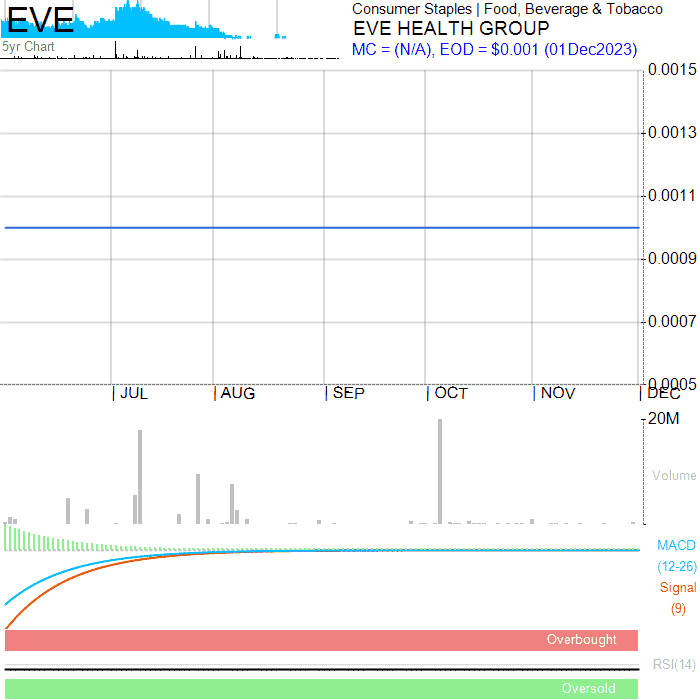 EVE
5yr Chart
Consumer Staples | Food, Beverage & Tobacco
EVE HEALTH GROUP
MC = (N/A), EOD = $0.001 (01Dec2023)
0.0015
0.0013
0.0011
0.0009
0.0007
0.0005
JUL
AUG
SEP
OCT
NOV
DEC
20M
Volume
MACD
(12-26)
Signal
(9)
Overbought
RSI(14)
Oversold